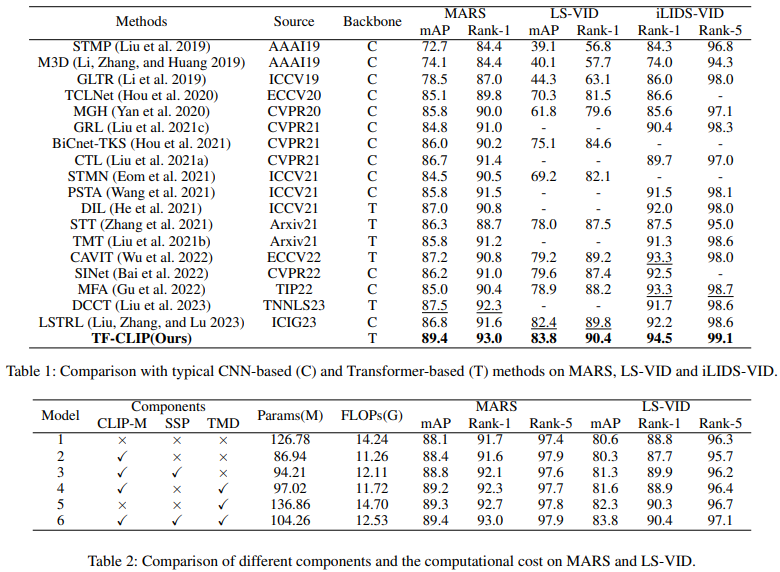 Methods Source Backbone MARS LS-VID iLIDS-VID
mAP Rank-1 mAP Rank-1 Rank-1 Rank-5
STMP (Liu et al. 2019) AAAI19 C 72.7 84.4 39.1 56.8 84.3 96.8
M3D (Li, Zhang, and Huang 2019) AAAI19 C 74.1 84.4 40.1 57.7 74.0 94.3
GLTR (Li et al. 2019) ICCV19 C 78.5 87.0 44.3 63.1 86.0 98.0
TCLNet (Hou et al. 2020) ECCV20 C 85.1 89.8 70.3 81.5 86.6 -
MGH (Yan et al. 2020) CVPR20 C 85.8 90.0 61.8 79.6 85.6 97.1
GRL (Liu et al. 2021c) CVPR21 C 84.8 91.0 - - 90.4 98.3
BiCnet-TKS (Hou et al. 2021) CVPR21 C 86.0 90.2 75.1 84.6 - -
CTL (Liu et al. 2021a) CVPR21 C 86.7 91.4 - - 89.7 97.0
STMN (Eom et al. 2021) ICCV21 C 84.5 90.5 69.2 82.1 - -
PSTA (Wang et al. 2021) ICCV21 C 85.8 91.5 - - 91.5 98.1
DIL (He et al. 2021) ICCV21 T 87.0 90.8 - - 92.0 98.0
STT (Zhang et al. 2021) Arxiv21 T 86.3 88.7 78.0 87.5 87.5 95.0
TMT (Liu et al. 2021b) Arxiv21 T 85.8 91.2 - - 91.3 98.6
CAVIT (Wu et al. 2022) ECCV22 T 87.2 90.8 79.2 89.2 93.3 98.0
SINet (Bai et al. 2022) CVPR22 C 86.2 91.0 79.6 87.4 92.5 -
MFA (Gu et al. 2022) TIP22 C 85.0 90.4 78.9 88.2 93.3 98.7
DCCT (Liu et al. 2023) TNNLS23 T 87.5 92.3 - - 91.7 98.6
LSTRL (Liu, Zhang, and Lu 2023) ICIG23 C 86.8 91.6 82.4 89.8 92.2 98.6
TF-CLIP(Ours) T 89.4 93.0 83.8 90.4 94.5 99.1
Table 1: Comparison with typical CNN-based (C) and Transformer-based (T) methods on MARS, LS-VID and iLIDS-VID.
Model Components Params(M) FLOPs(G) MARS LS-VID
CLIP-M SSP TMD mAP Rank-1 Rank-5 mAP Rank-1 Rank-5
1 × × × 126.78 14.24 88.1 91.7 97.4 80.6 88.8 96.3
2 ✓ × × 86.94 11.26 88.4 91.6 97.9 80.3 87.7 95.7
3 ✓ ✓ × 94.21 12.11 88.8 92.1 97.6 81.3 89.9 96.2
4 ✓ × ✓ 97.02 11.72 89.2 92.3 97.7 81.6 88.9 96.4
5 × × ✓ 136.86 14.70 89.3 92.7 97.8 82.3 90.3 96.7
6 ✓ ✓ ✓ 104.26 12.53 89.4 93.0 97.9 83.8 90.4 97.1
Table 2: Comparison of different components and the computational cost on MARS and LS-VID.